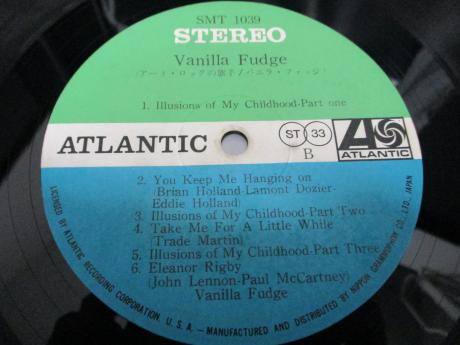 SMT 1039
STEREO
Vanilla Fudge
(アート・ロックの旗手/バニラ・ファッジ)
1. Illusions of My Childhood-Part one
ATLANTIC
ST 33
B
ATLANTIC
2. You Keep Me Hanging on
(Brian Holland-Lamont Dozier-
Eddie Holland)
3. Illusions of My Childhood-Part Two
4. Take Me For A Little While
(Trade Martin)
5. Illusions of My Childhood-Part Three
6. Eleanor Rigby
(John Lennon-Paul McCartney)
Vanilla Fudge
LICENSED BY ATLANTIC RECORDING CORPORATION, U.S.A.-MANUFACTURED AND DISTRIBUTED BY NIPPON GRAMMOPHON CO., LTD., JAPAN